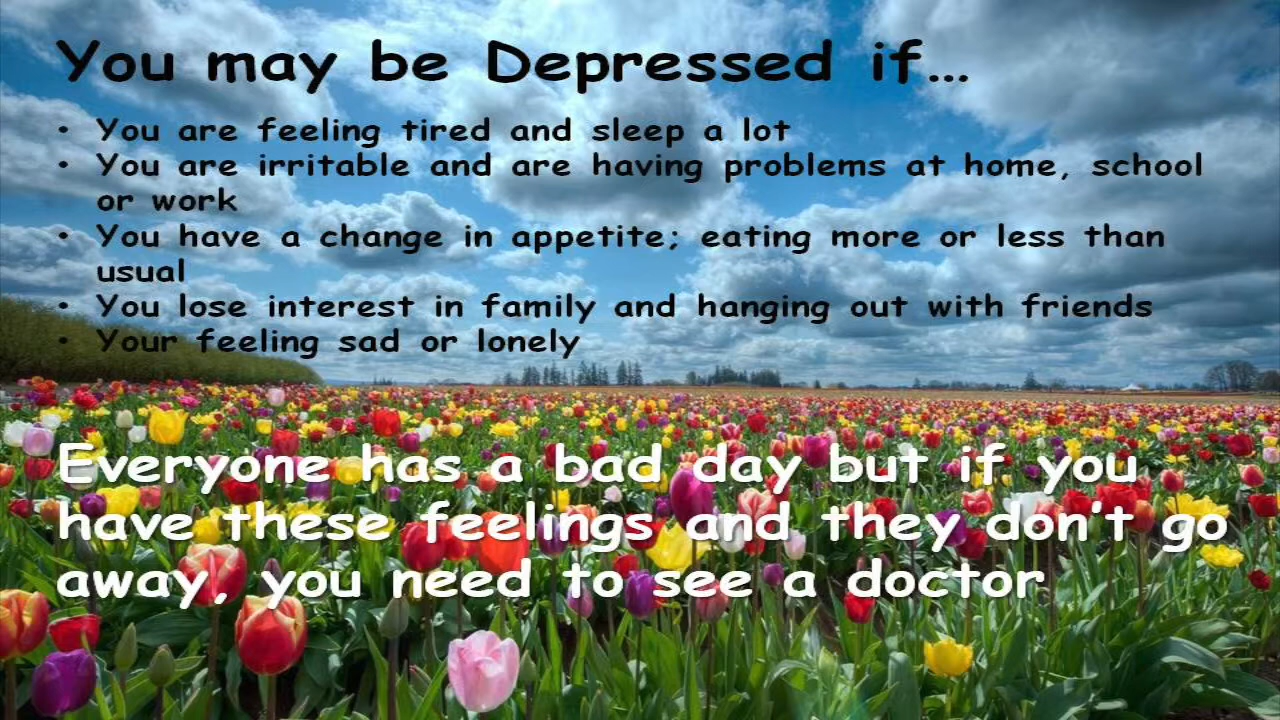 You may be Depressed if...
• You are feeling tired and sleep a lot
• You are irritable and are having problems at home, school
or work
• You have a change in appetite; eating more or less than
usual
• You lose interest in family and hanging out with friends
• Your feeling sad or lonely
Everyone has a bad day but if you
have these feelings and they don't go
away, you need to see a doctor